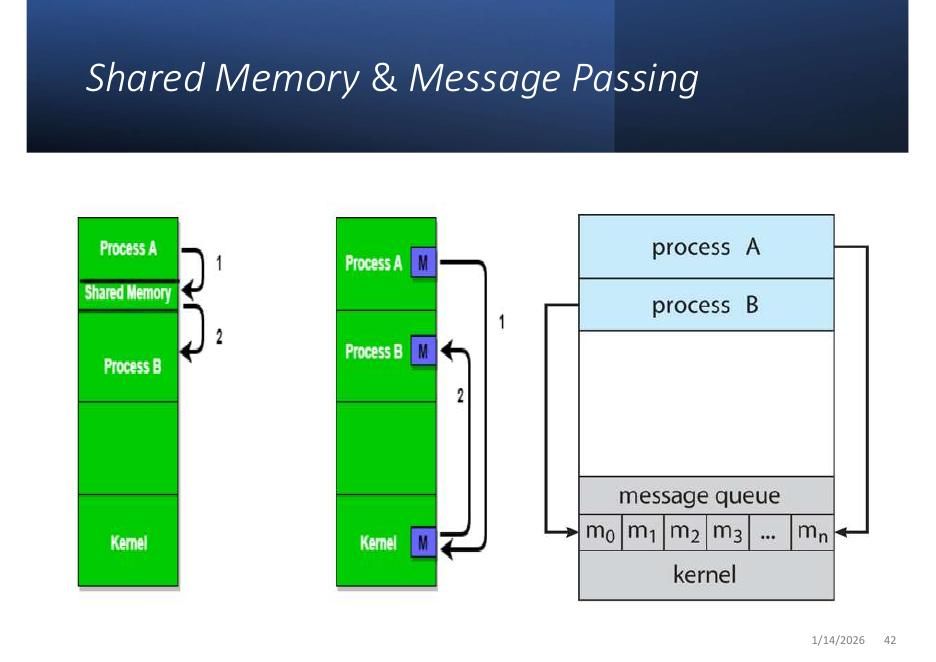 Shared Memory & Message Passing
Process A
1
Shared Memory
2
Process B
Kernel
Process A M
1
Process B M
2
Kernel M
process A
process B
message queue
m0 m1 m2 m3 ... mn
kernel
1/14/2026 42